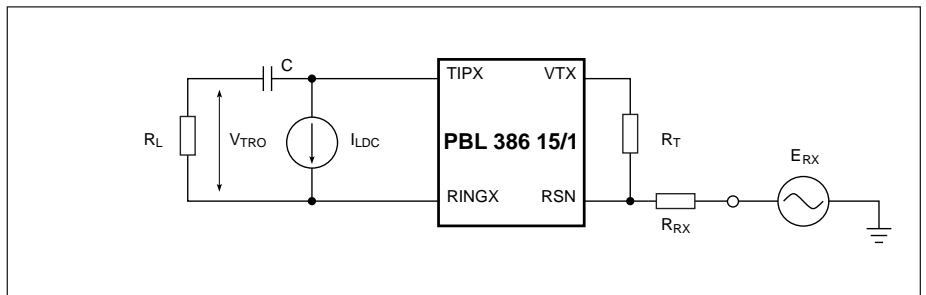 C
TIPX
VTX
RL
VTRO
ILDC
PBL 386 15/1
RT
ERX
RINGX
RSN
RRX